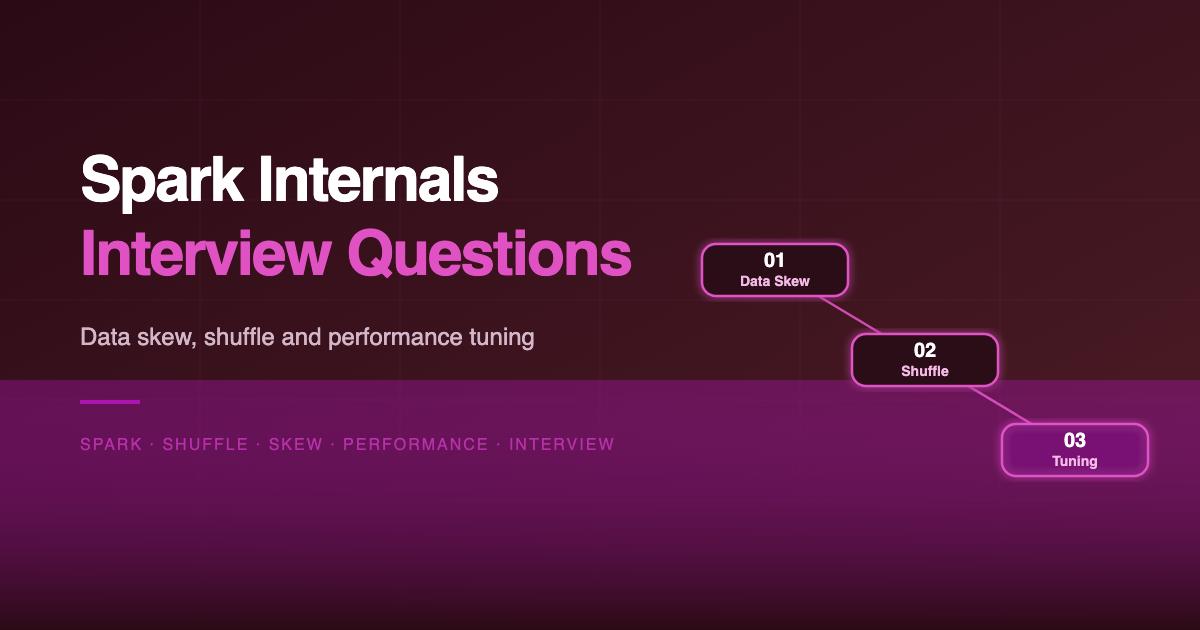 Spark Internals
Interview Questions
Data skew, shuffle and performance tuning
SPARK · SHUFFLE · SKEW · PERFORMANCE · INTERVIEW
01
Data Skew
02
Shuffle
03
Tuning